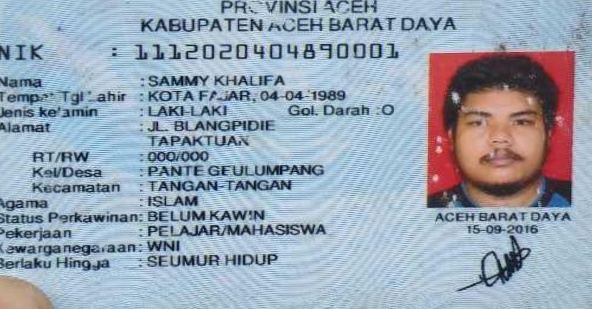 PROVINSI ACEH
KABUPATEN ACEH BARAT DAYA
NIK : 1112020404890001
Nama : SAMMY KHALIFA
Tempat/Tgl Lahir : KOTA FAJAR, 04-04-1989
Jenis kelamin : LAKI-LAKI Gol. Darah : O
Alamat : JL. BLANGPIDIE
TAPAKTUAN
RT/RW : 000/000
Kel/Desa : PANTE GEULUMPANG
Kecamatan : TANGAN-TANGAN
Agama : ISLAM
Status Perkawinan: BELUM KAWIN
Pekerjaan : PELAJAR/MAHASISWA
Kewarganegaraan: WNI
Berlaku Hingga : SEUMUR HIDUP
ACEH BARAT DAYA
15-09-2016